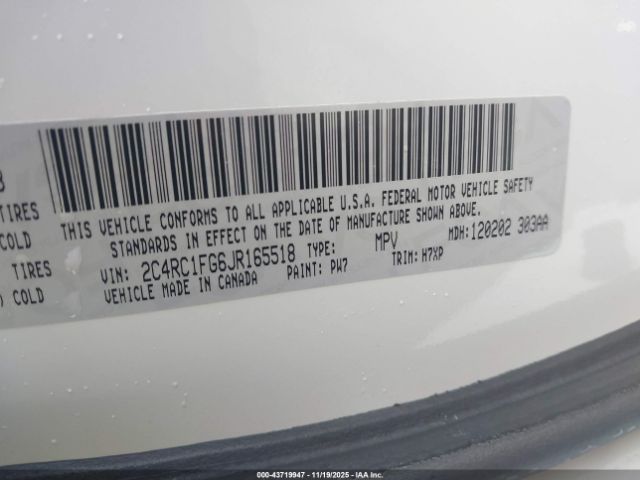 8
TIRES
COLD
TIRES
) COLD
THIS VEHICLE CONFORMS TO ALL APPLICABLE U.S.A. FEDERAL MOTOR VEHICLE SAFETY
STANDARDS IN EFFECT ON THE DATE OF MANUFACTURE SHOWN ABOVE.
VIN: 2C4RC1FG6JR165518 TYPE: MPV MDH: 120202 303AA
VEHICLE MADE IN CANADA PAINT: PW7 TRIM: H7XP
00-43719947 | 11/19/2025 | IAA Inc.